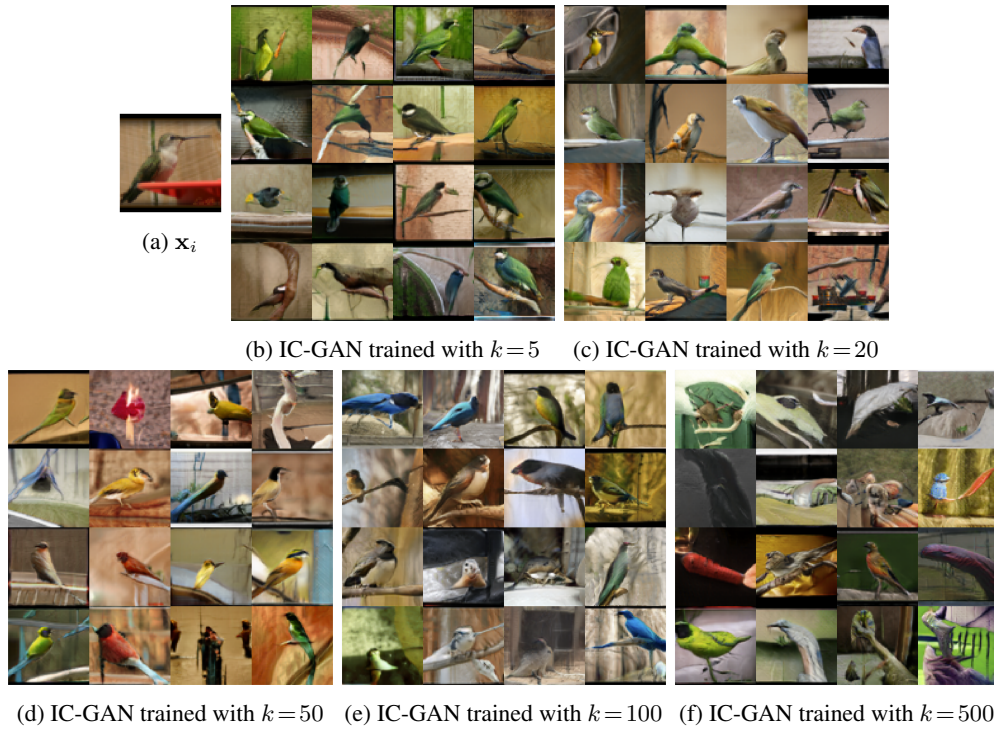 (a) xᵢ
(b) IC-GAN trained with k = 5
(c) IC-GAN trained with k = 20
(d) IC-GAN trained with k = 50
(e) IC-GAN trained with k = 100
(f) IC-GAN trained with k = 500